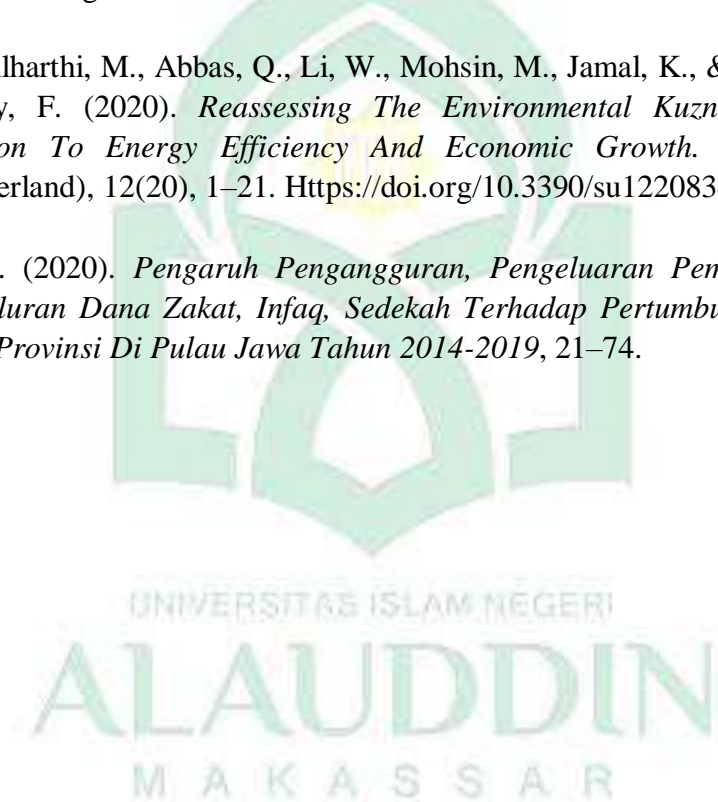 lharthi, M., Abbas, Q., Li, W., Mohsin, M., Jamal, K., &
y, F. (2020). Reassessing The Environmental Kuzn
on To Energy Efficiency And Economic Growth.
erland), 12(20), 1–21. Https://doi.org/10.3390/su122083
. (2020). Pengaruh Pengangguran, Pengeluaran Pem
luran Dana Zakat, Infaq, Sedekah Terhadap Pertumbu
Provinsi Di Pulau Jawa Tahun 2014-2019, 21–74.
UNIVERSITAS ISLAM NEGERI
ALAUDDIN
MAKASSAR